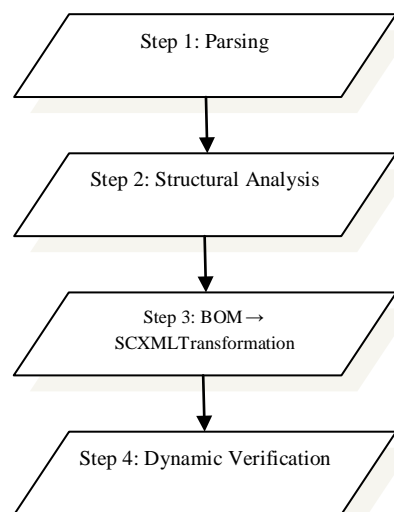 Step 1: Parsing
Step 2: Structural Analysis
Step 3: BOM→
SCXMLTransformation
Step 4: Dynamic Verification